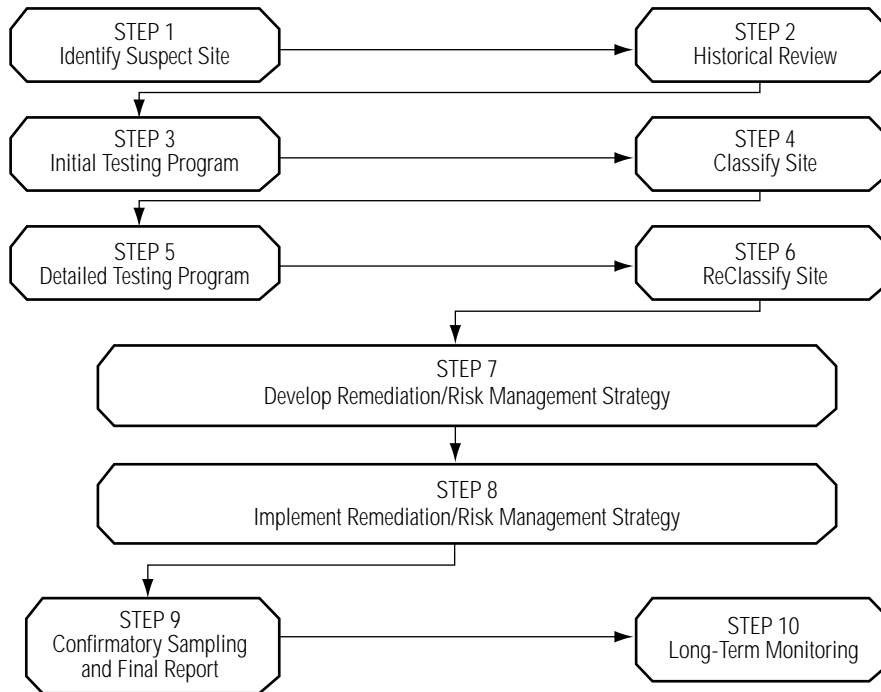 STEP 1
Identify Suspect Site
STEP 2
Historical Review
STEP 3
Initial Testing Program
STEP 4
Classify Site
STEP 5
Detailed Testing Program
STEP 6
ReClassify Site
STEP 7
Develop Remediation/Risk Management Strategy
STEP 8
Implement Remediation/Risk Management Strategy
STEP 9
Confirmatory Sampling
and Final Report
STEP 10
Long-Term Monitoring